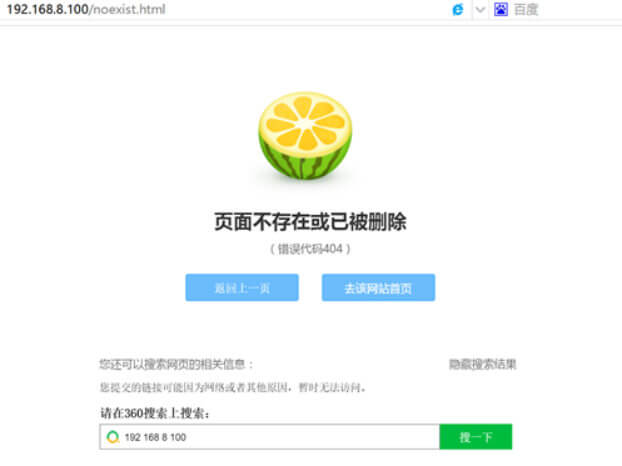 192.168.8.100/noexist.html 百度
页面不存在或已被删除
（错误代码404）
返回上一页 去该网站首页
您还可以搜索网页的相关信息： 隐藏搜索结果
您提交的链接可能因为网络或者其他原因，暂时无法访问。
请在360搜索上搜索：
192 168 8 100 搜一下